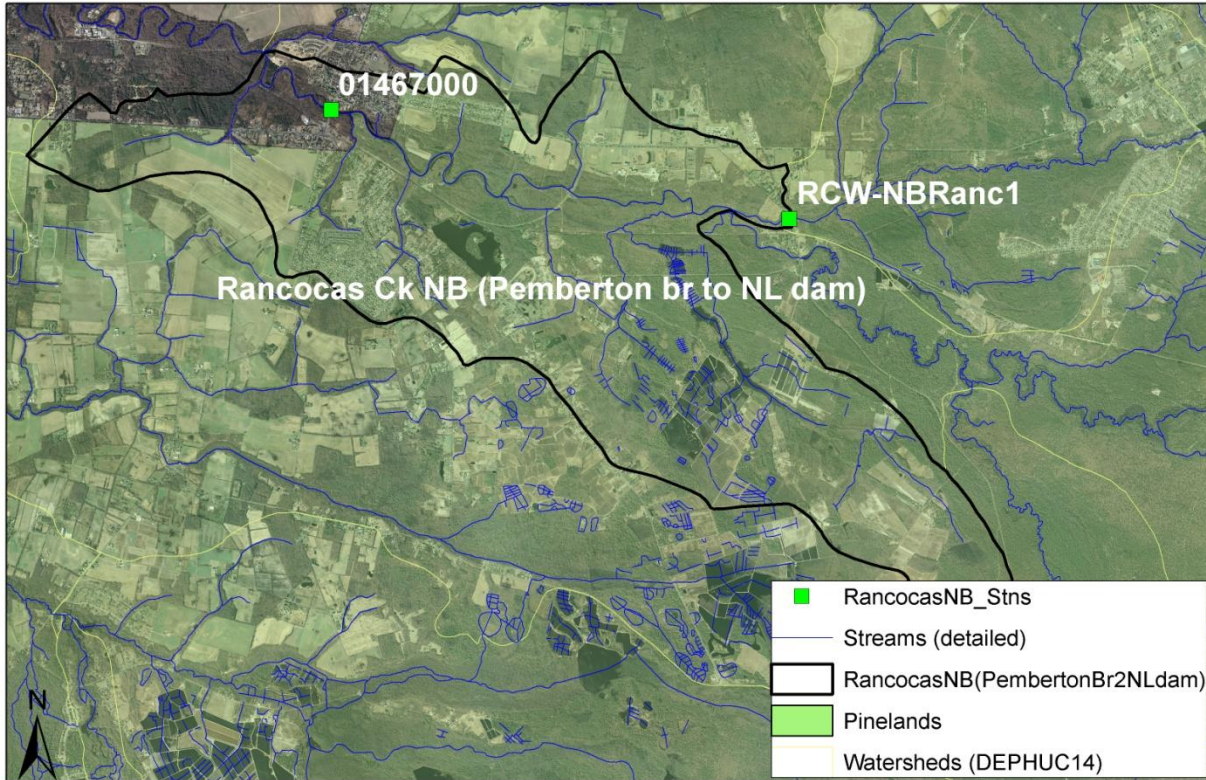 01467000
RCW-NBRanc1
Rancocas Ck NB (Pemberton br to NL dam)
RancocasNB_Stns
Streams (detailed)
RancocasNB(PembertonBr2NLdam)
Pinelands
Watersheds (DEPHUC14)
N